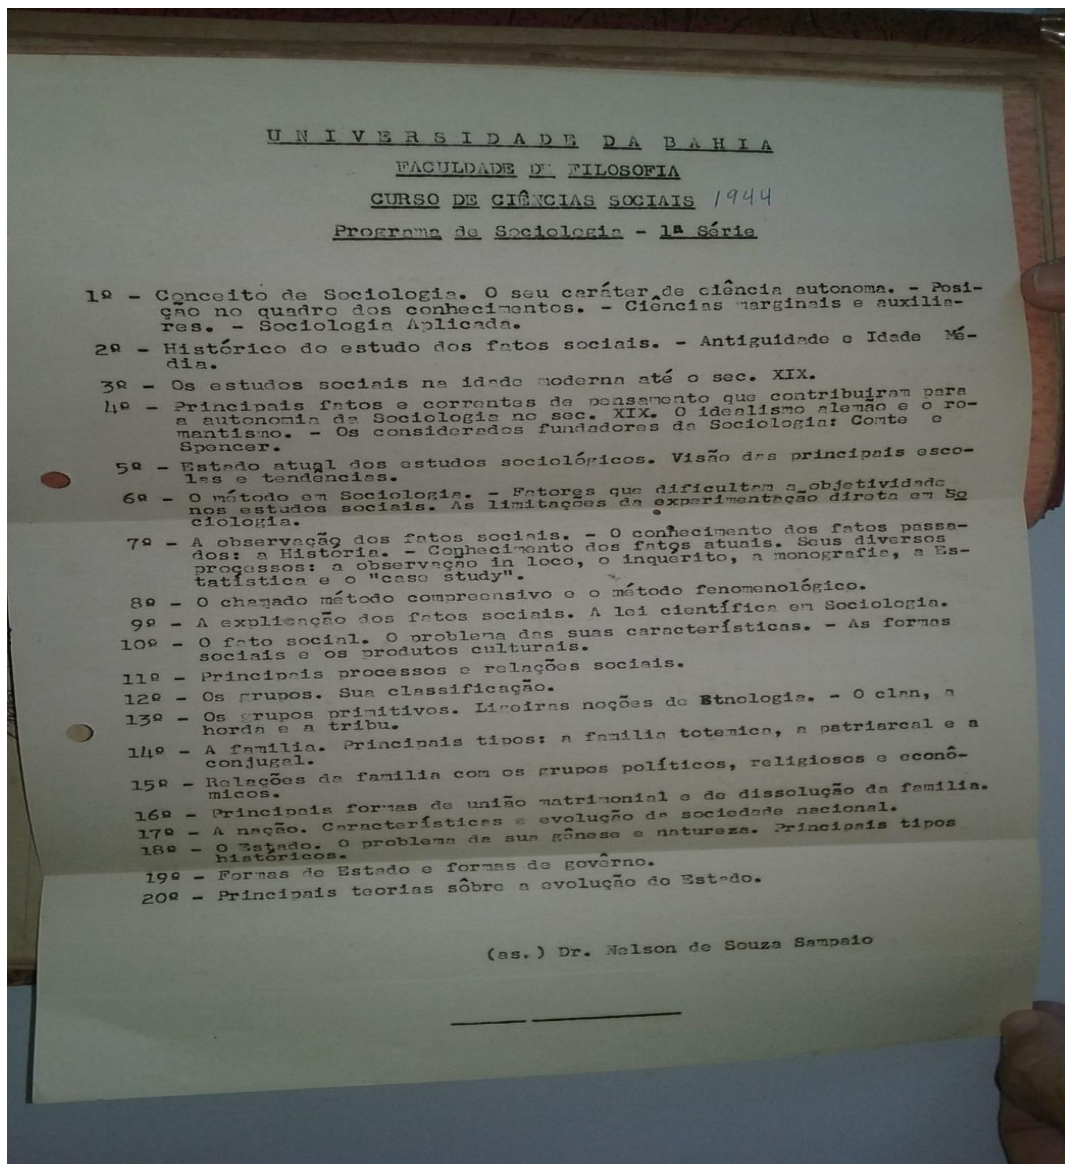 UNIVERSIDADE DA BAHIA
FACULDADE DE FILOSOFIA
CURSO DE CIÊNCIAS SOCIAIS 1944
Programa de Sociologia - 1ª Série
1º - Conceito de Sociologia. O seu caráter de ciência autonoma. - Posi-
ção no quadro dos conhecimentos. - Ciências marginais e auxilia-
res. - Sociologia Aplicada.
2º - Histórico do estudo dos fatos sociais. - Antiguidade e Idade Mé-
dia.
3º - Os estudos sociais na idade moderna até o sec. XIX.
4º - Principais fatos e correntes de pensamento que contribuiram para
a autonomia da Sociologia no sec. XIX. O idealismo alemão e o ro-
mantismo. - Os considerados fundadores da Sociologia: Comte e
Spencer.
5º - Estado atual dos estudos sociológicos. Visão das principais esco-
las e tendências.
6º - O método em Sociologia. - Fatores que dificultam a objetividade
nos estudos sociais. As limitações da experimentação direta em So
ciologia.
7º - A observação dos fatos sociais. - O conhecimento dos fatos passa-
dos: a História. - Conhecimento dos fatos atuais. Seus diversos
processos: a observação in loco, o inquérito, a monografia, a Es-
tatística e o "case study".
8º - O chamado método compreensivo e o método fenomenológico.
9º - A explicação dos fatos sociais. A lei científica em Sociologia.
10º - O fato social. O problema das suas características. - As formas
sociais e os produtos culturais.
11º - Principais processos e relações sociais.
12º - Os grupos. Sua classificação.
13º - Os grupos primitivos. Ligeiras noções de Etnologia. - O clan, a
horda e a tribu.
14º - A familia. Principais tipos: a familia totemica, a patriarcal e a
conjugal.
15º - Relações da familia com os grupos políticos, religiosos e econô-
micos.
16º - Principais formas de união matrimonial e de dissolução da familia.
17º - A nação. Características e evolução da sociedade nacional.
18º - O Estado. O problema da sua gênese e natureza. Principais tipos
históricos.
19º - Formas de Estado e formas de govêrno.
20º - Principais teorias sôbre a evolução do Estado.
(as.) Dr. Nelson de Souza Sampaio